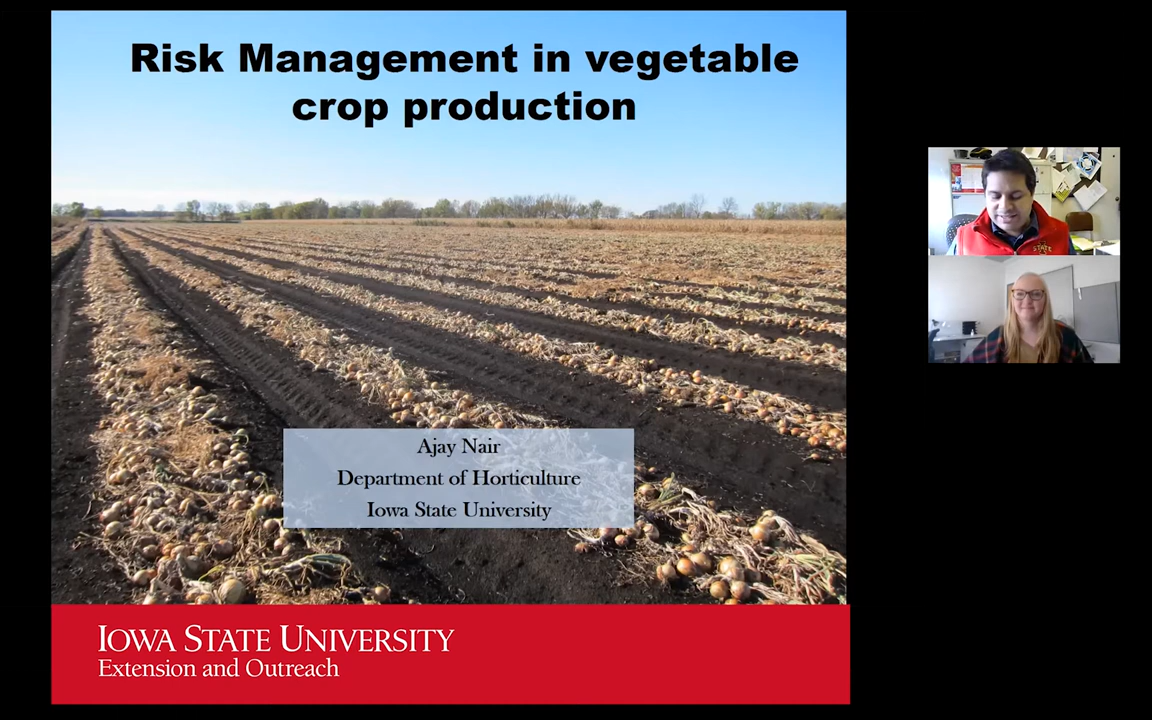 Risk Management in vegetable
crop production
Ajay Nair
Department of Horticulture
Iowa State University
IOWA STATE UNIVERSITY
Extension and Outreach
STATE